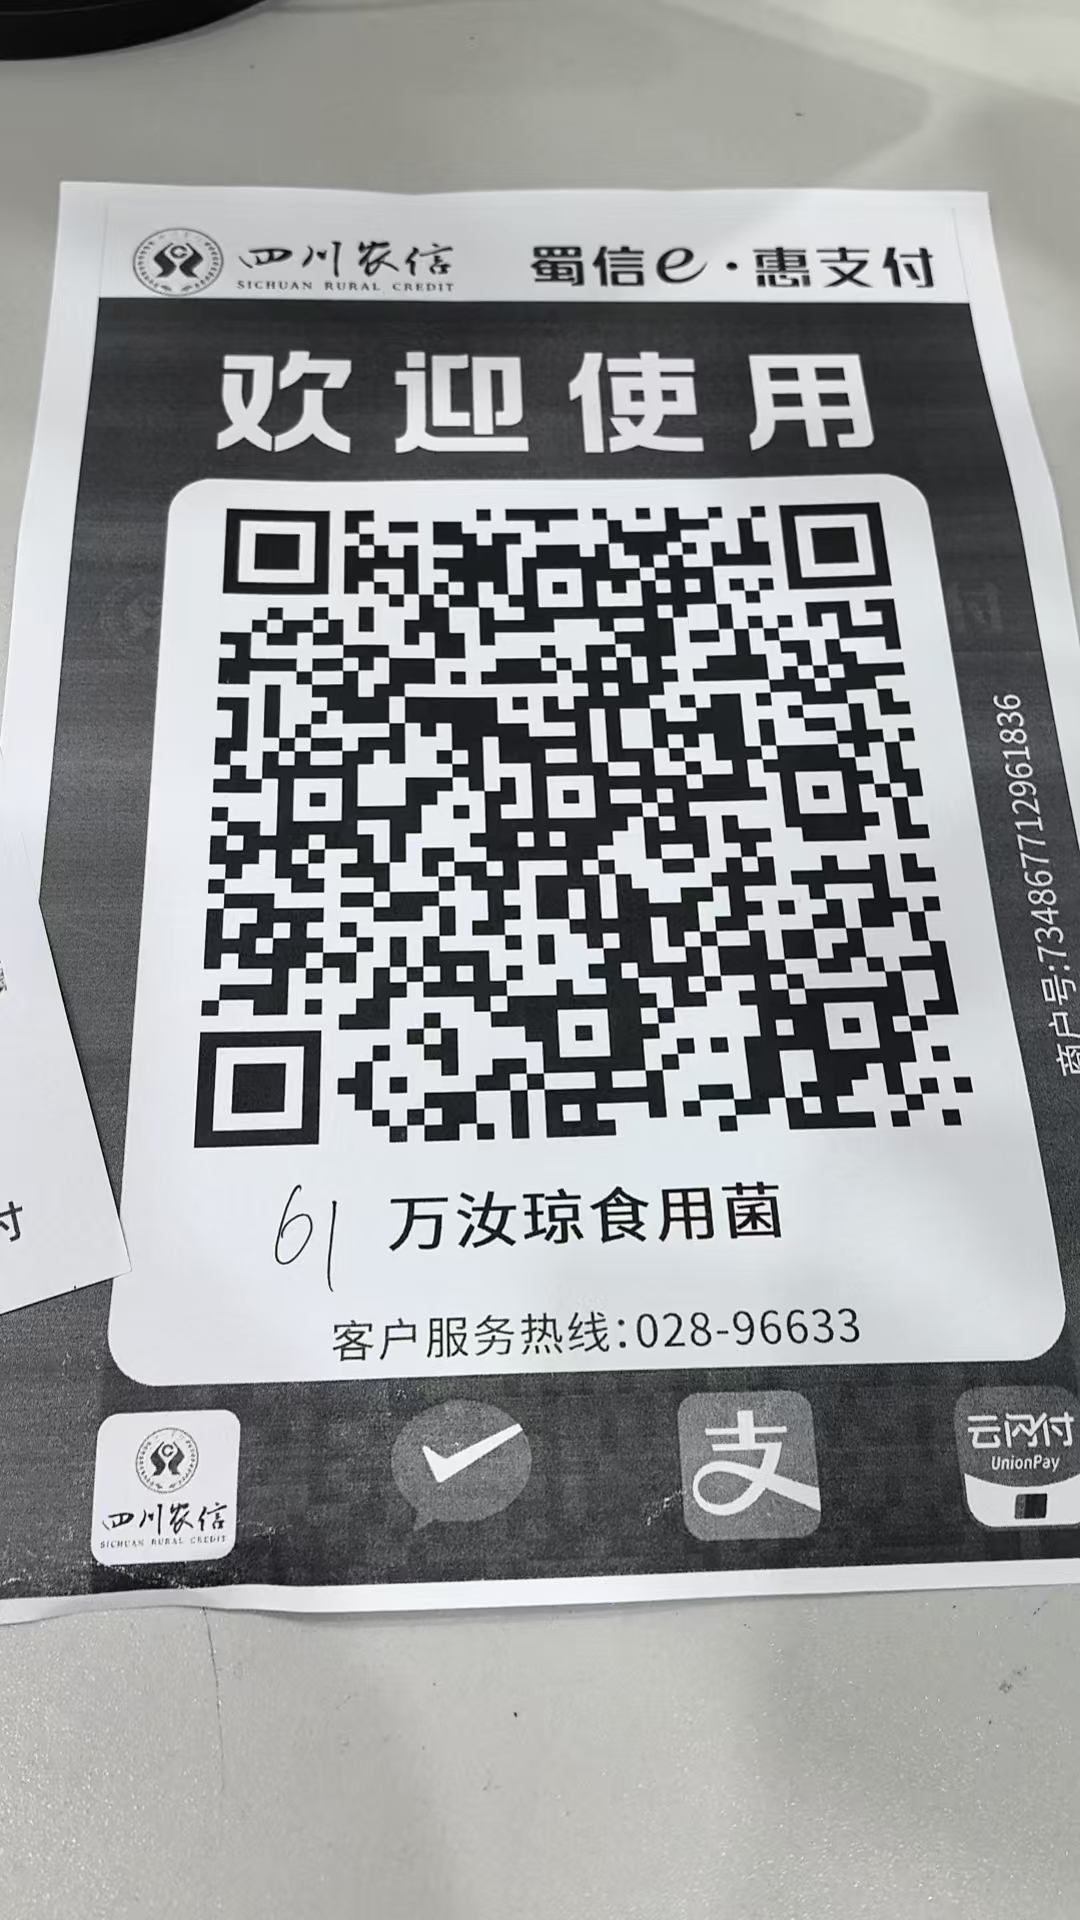 四川农信 蜀信e·惠支付
SICHUAN RURAL CREDIT
欢迎使用
商户号:734867712961836
61 万汝琼食用菌
客户服务热线:028-96633
付
四川农信
SICHUAN RURAL CREDIT
支
云闪付
UnionPay